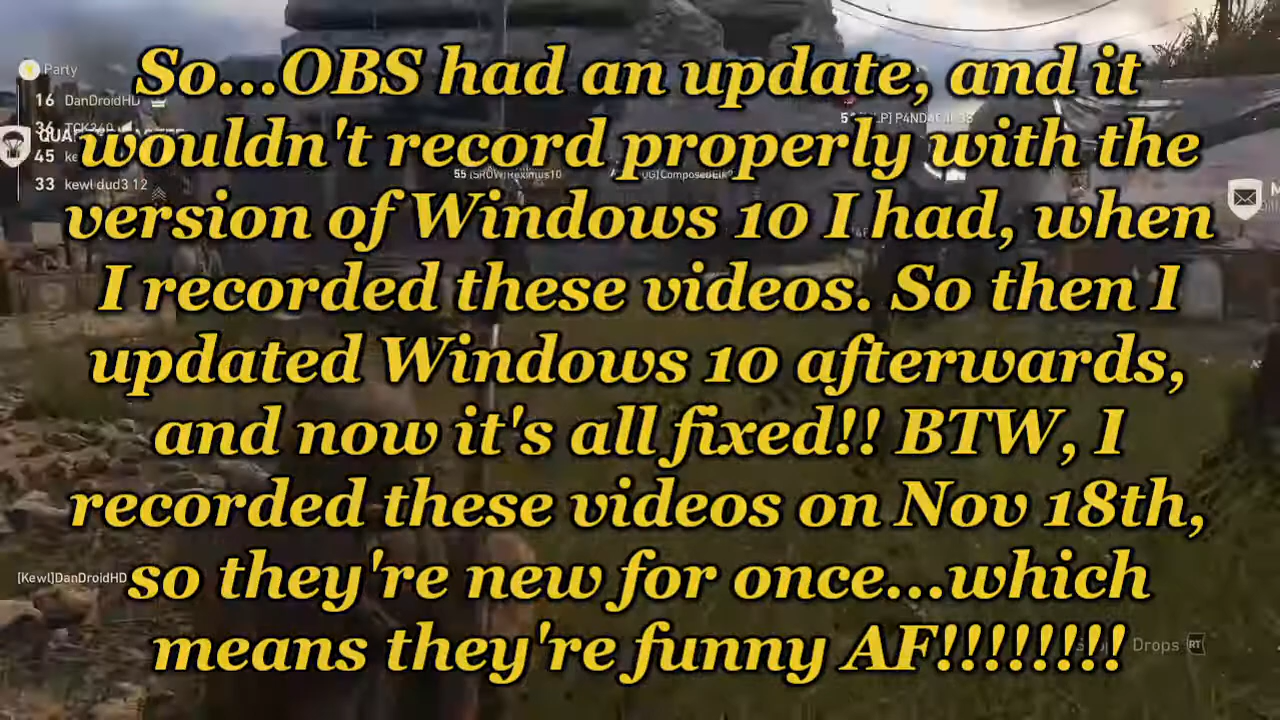 So...OBS had an update, and it
wouldn't record properly with the
version of Windows 10 I had, when
I recorded these videos. So then I
updated Windows 10 afterwards,
and now it's all fixed!! BTW, I
recorded these videos on Nov 18th,
so they're new for once...which
means they're funny AF!!!!!!!!
Party
16 DanDroidHD
45
33 kewl dud3 12
[Kewl]DanDroidHD
Drops RT